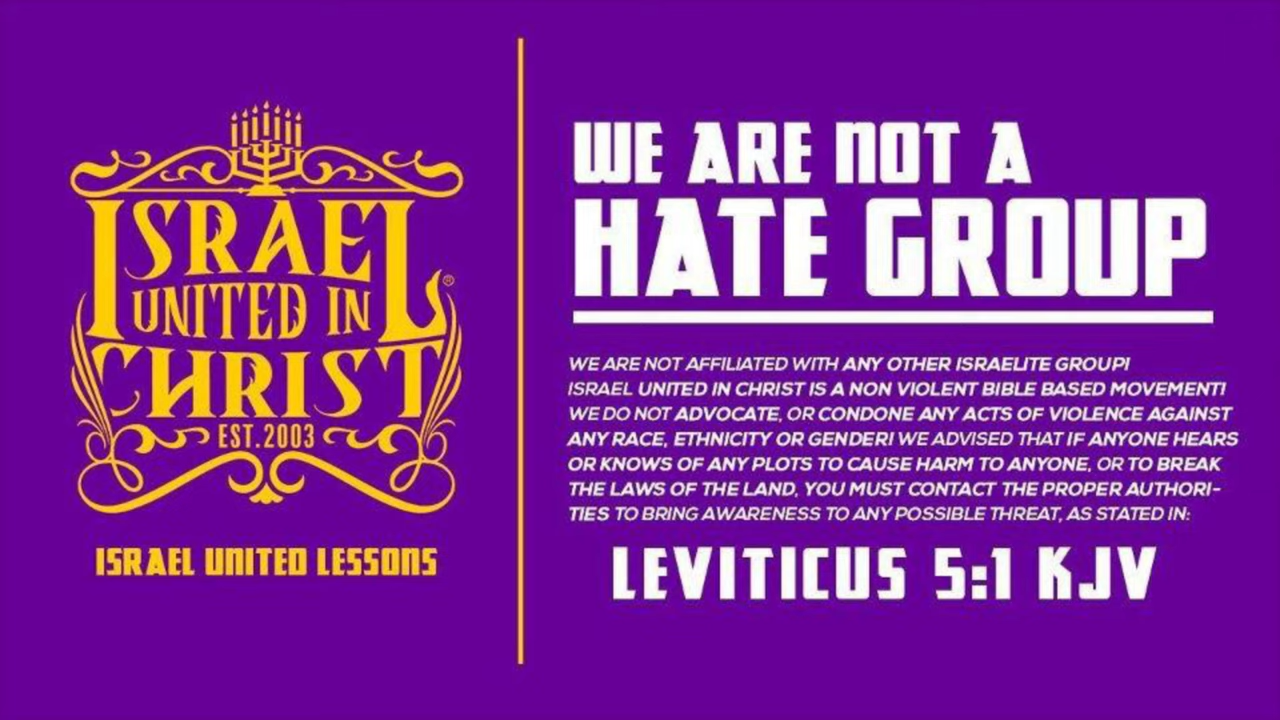 ISRAEL
UNITED IN
CHRIST
EST.2003
ISRAEL UNITED LESSONS
WE ARE NOT A
HATE GROUP
WE ARE NOT AFFILIATED WITH ANY OTHER ISRAELITE GROUP!
ISRAEL UNITED IN CHRIST IS A NON VIOLENT BIBLE BASED MOVEMENT!
WE DO NOT ADVOCATE, OR CONDONE ANY ACTS OF VIOLENCE AGAINST
ANY RACE, ETHNICITY OR GENDER! WE ADVISED THAT IF ANYONE HEARS
OR KNOWS OF ANY PLOTS TO CAUSE HARM TO ANYONE, OR TO BREAK
THE LAWS OF THE LAND, YOU MUST CONTACT THE PROPER AUTHORI-
TIES TO BRING AWARENESS TO ANY POSSIBLE THREAT, AS STATED IN:
LEVITICUS 5:1 KJV